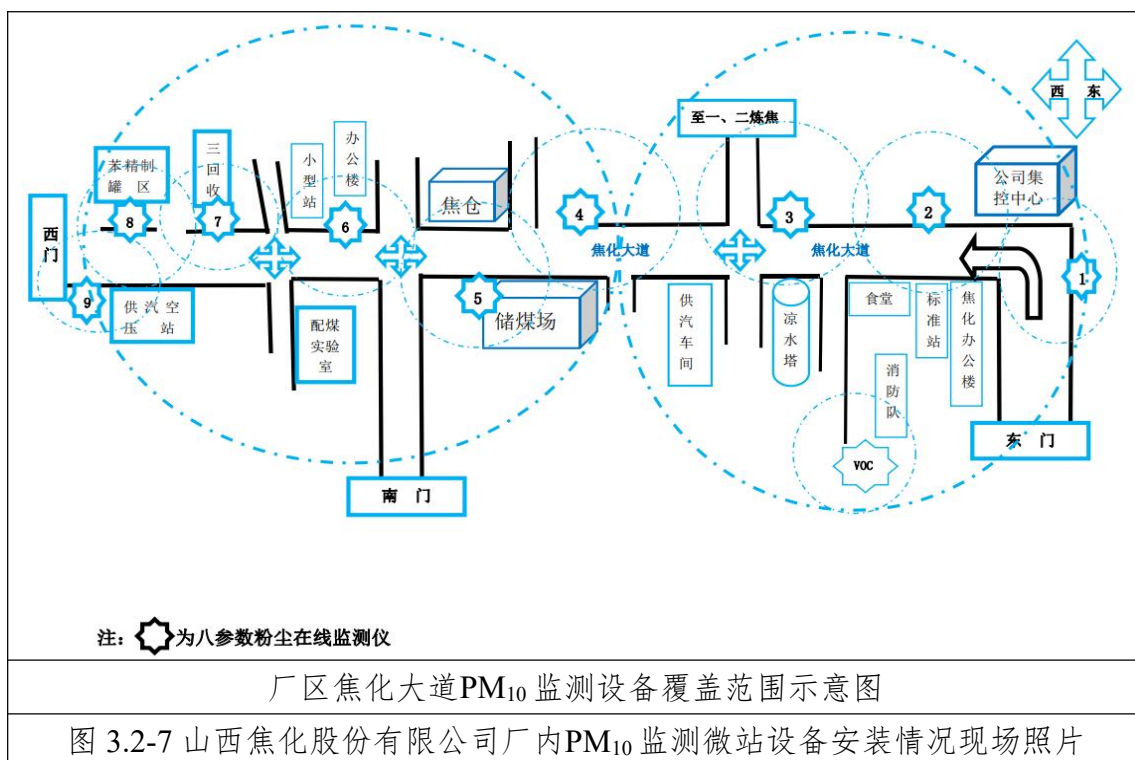 西 东
至一、二炼焦
公司集
控中心
苯精制
罐 区
三回收
小型站
办公楼
焦仓
西门
8
7
6
4
3
2
1
5
9
焦化大道
焦化大道
供汽空
压 站
配煤
实验
室
储煤场
供汽车间
凉水塔
食堂
标准站
焦化办公楼
消防队
VOC
东 门
南 门
注：为八参数粉尘在线监测仪
厂区焦化大道PM₁₀ 监测设备覆盖范围示意图
图 3.2-7 山西焦化股份有限公司厂内PM₁₀ 监测微站设备安装情况现场照片